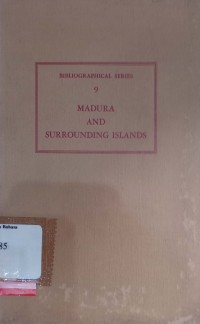 BIBLIOGRAPHICAL SERIES
9
MADURA
AND
SURROUNDING ISLANDS